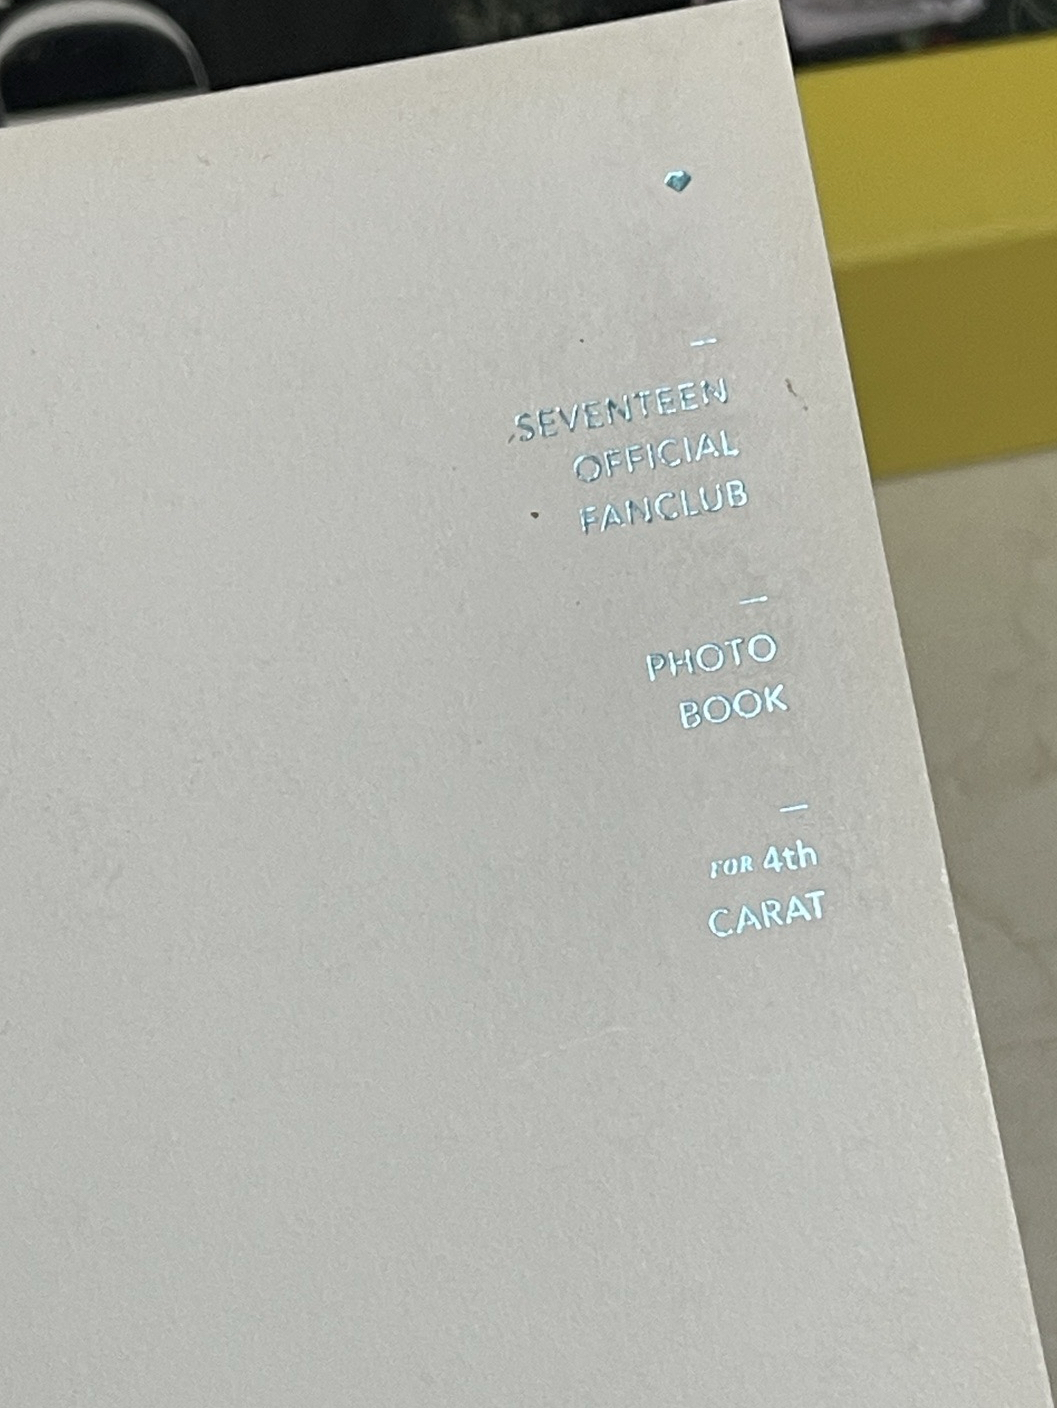 SEVENTEEN
OFFICIAL
FANCLUB
PHOTO
BOOK
FOR 4th
CARAT